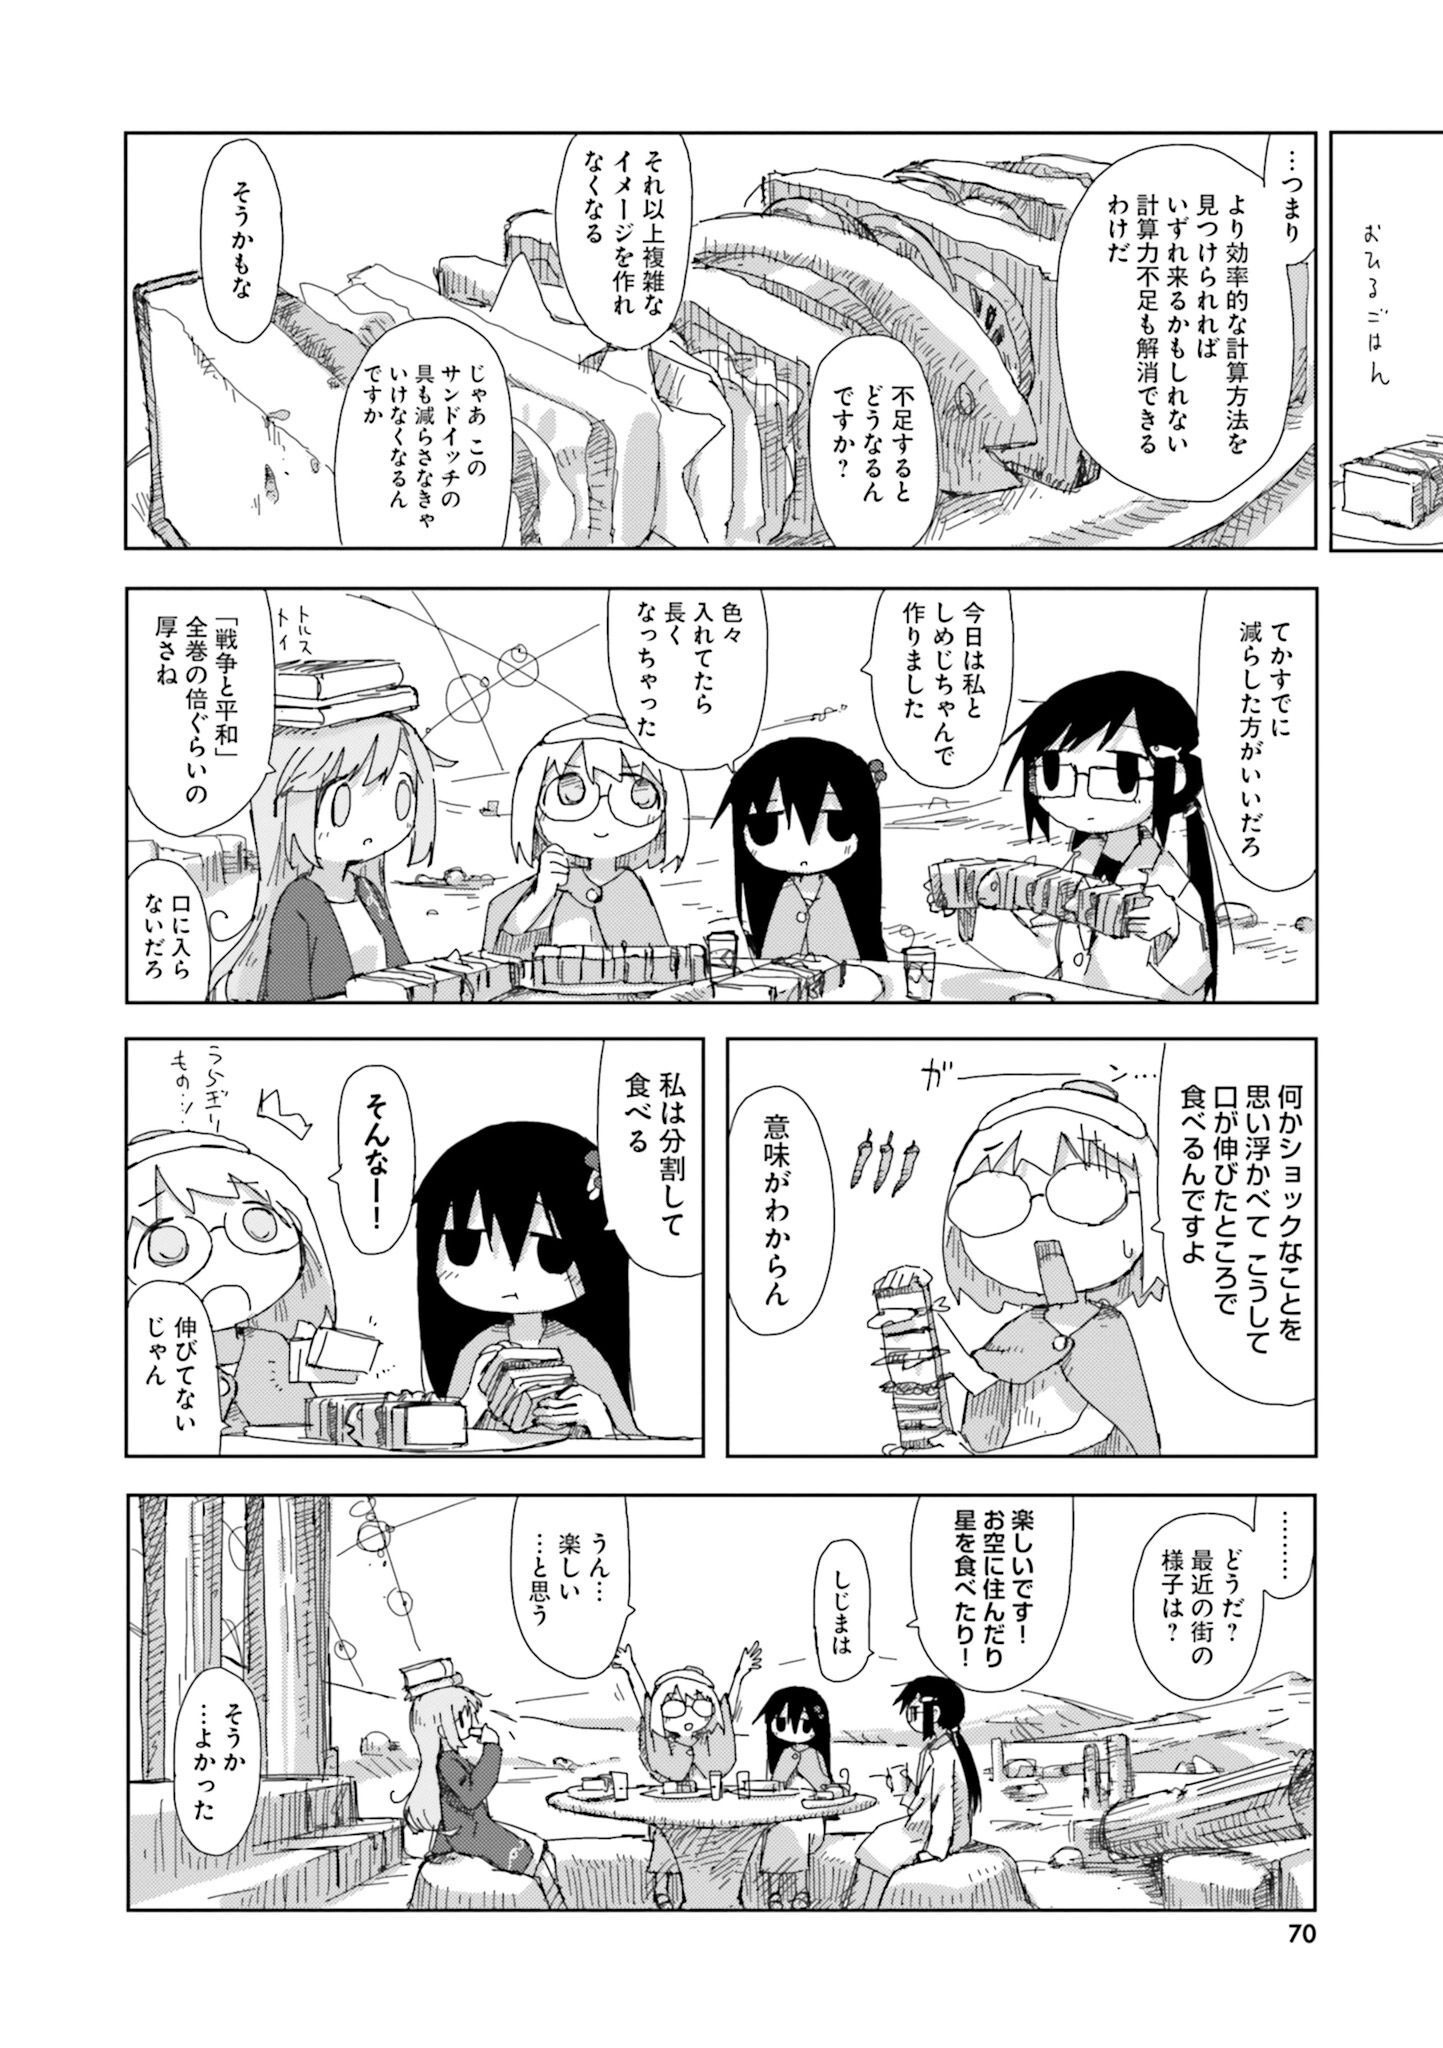 おひるごはん
…つまり
より効率的な計算方法を
見つけられれば
いずれ来るかもしれない
計算力不足も解消できる
わけだ
不足すると
どうなるん
ですか?
それ以上複雑な
イメージを作れ
なくなる
じゃあ この
サンドイッチの
具も減らさなきゃ
いけなくなるん
ですか
そうかもな
てかすでに
減らした方がいいだろ
今日は私と
しめじちゃんで
作りました
色々
入れてたら
長く
なっちゃった
トルス
トイ
「戦争と平和」
全巻の倍ぐらいの
厚さね
口に入ら
ないだろ
何かショックなことを
思い浮かべて こうして
口が伸びたところで
食べるんですよ
ガーーーン…
意味がわからん
私は分割して
食べる
そんなーー!
うらぎり
もの…!
伸びてない
じゃん
………
どうだ?
最近の街の
様子は?
楽しいです!
お空に住んだり
星を食べたり!
しじまは
うん…
楽しい
…と思う
そうか
…よかった
70